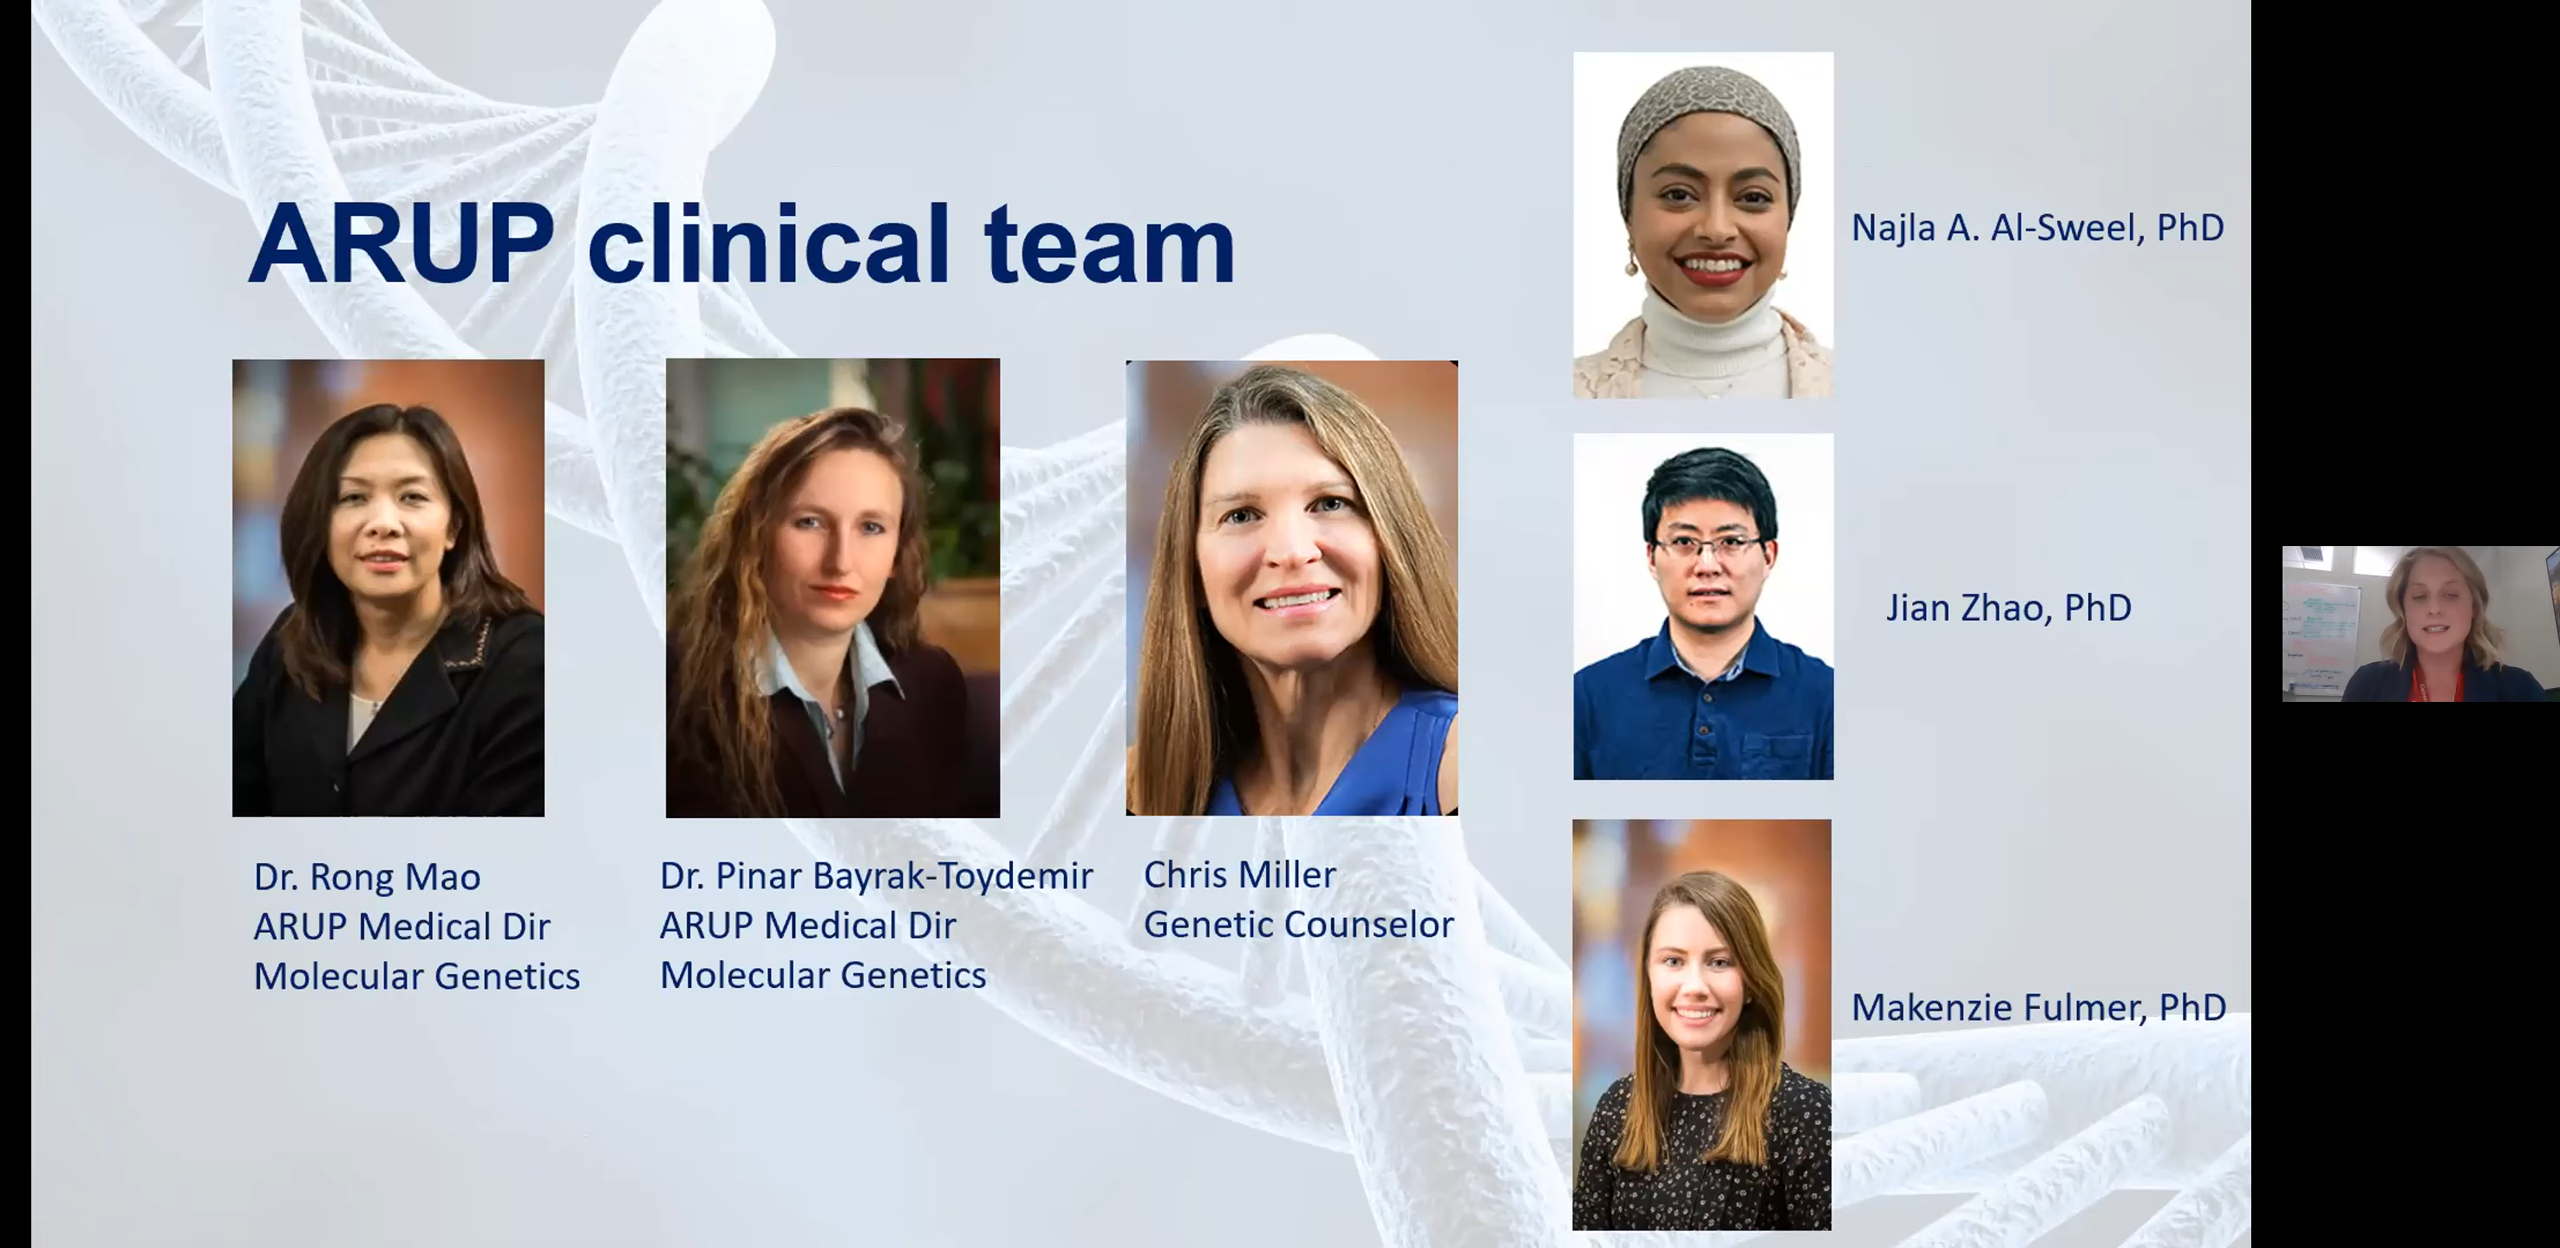 ARUP clinical team
Dr. Rong Mao
ARUP Medical Dir
Molecular Genetics
Dr. Pinar Bayrak-Toydemir
ARUP Medical Dir
Molecular Genetics
Chris Miller
Genetic Counselor
Najla A. Al-Sweel, PhD
Jian Zhao, PhD
Makenzie Fulmer, PhD